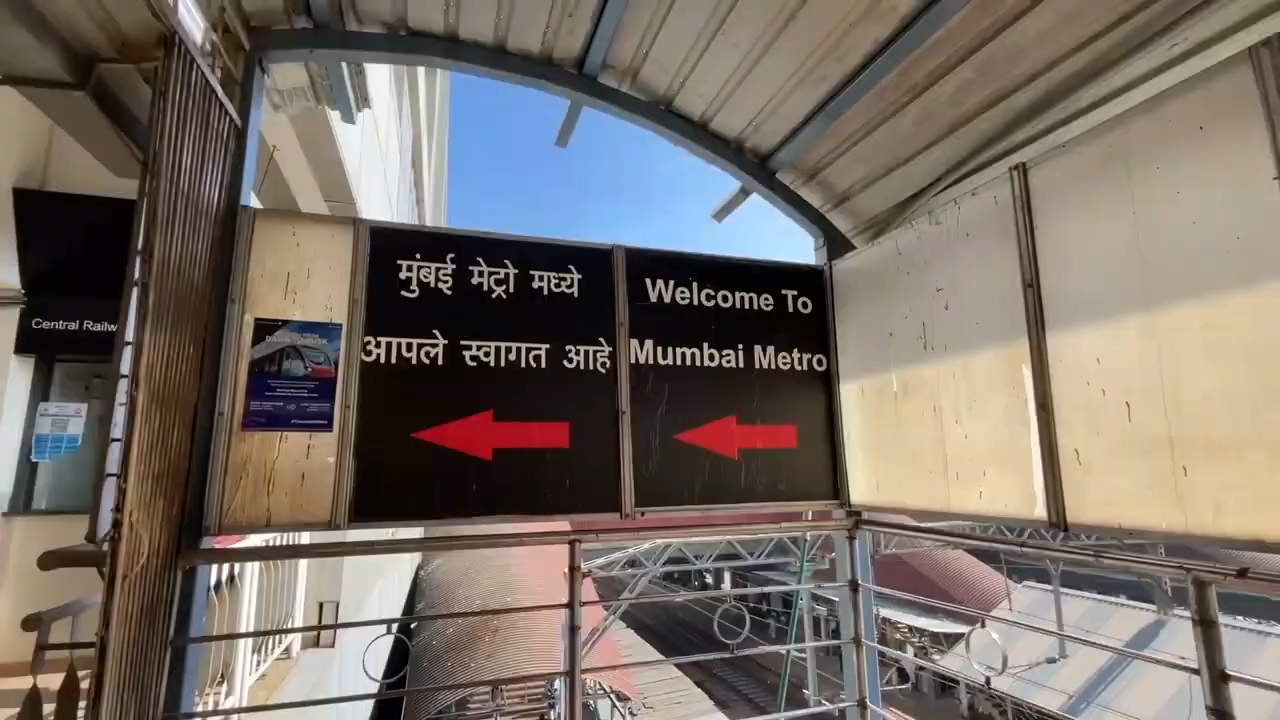 मुंबई मेट्रो मध्ये
आपले स्वागत आहे
Welcome To
Mumbai Metro
Central Railw